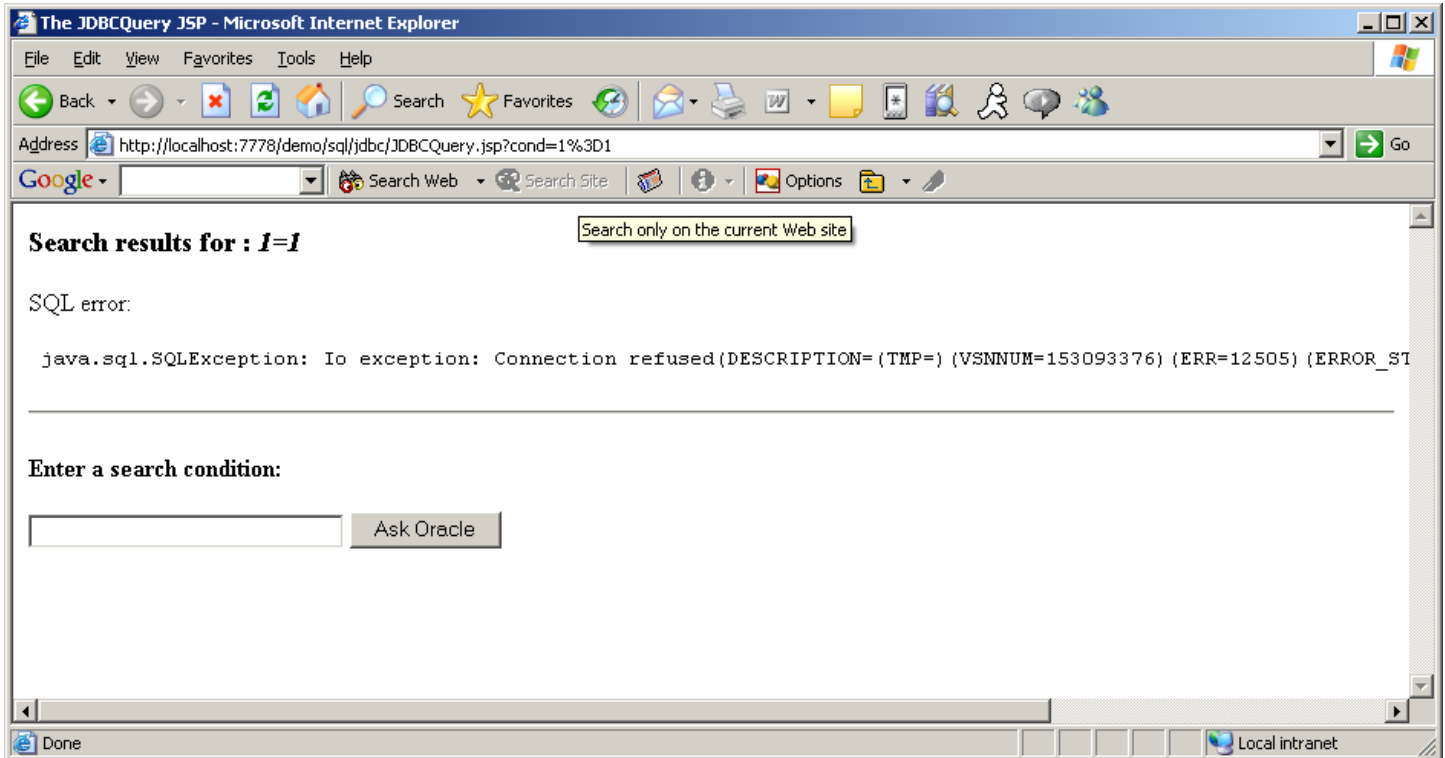 The JDBCQuery JSP - Microsoft Internet Explorer
File Edit View Favorites Tools Help
Back Search Favorites W
Address http://localhost:7778/demo/sql/jdbc/JDBCQuery.jsp?cond=1%3D1 Go
Google Search Web Search Site Options
Search only on the current Web site
Search results for : 1=1
SQL error:
java.sql.SQLException: Io exception: Connection refused(DESCRIPTION=(TMP=)(VSNNUM=153093376)(ERR=12505)(ERROR_ST
Enter a search condition:
Ask Oracle
Done Local intranet